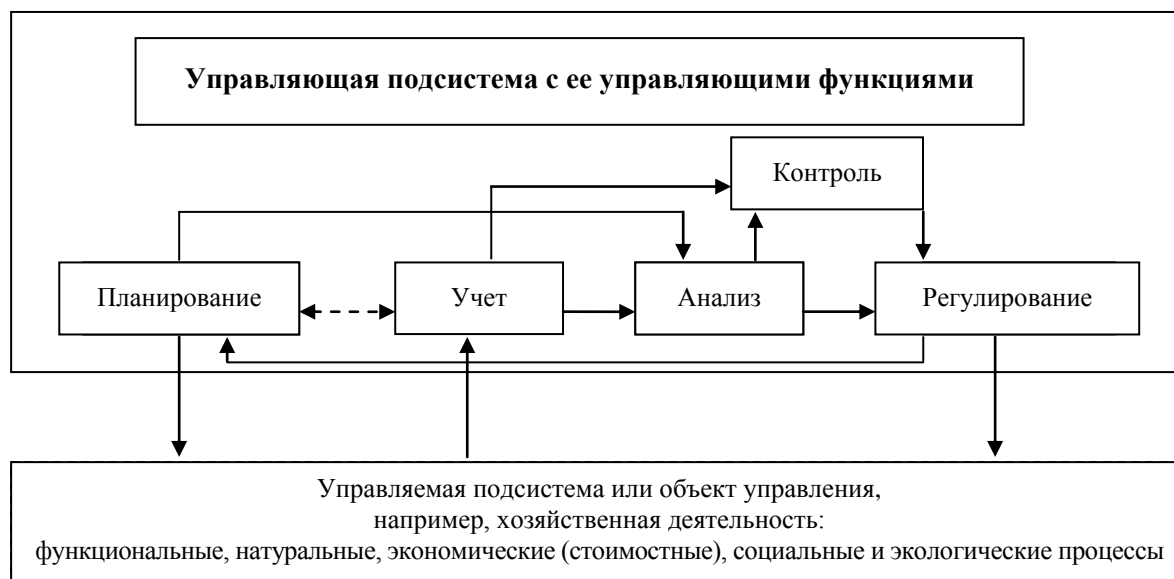 Управляющая подсистема с ее управляющими функциями
Контроль
Планирование
Учет
Анализ
Регулирование
Управляемая подсистема или объект управления,
например, хозяйственная деятельность:
функциональные, натуральные, экономические (стоимостные), социальные и экологические процессы